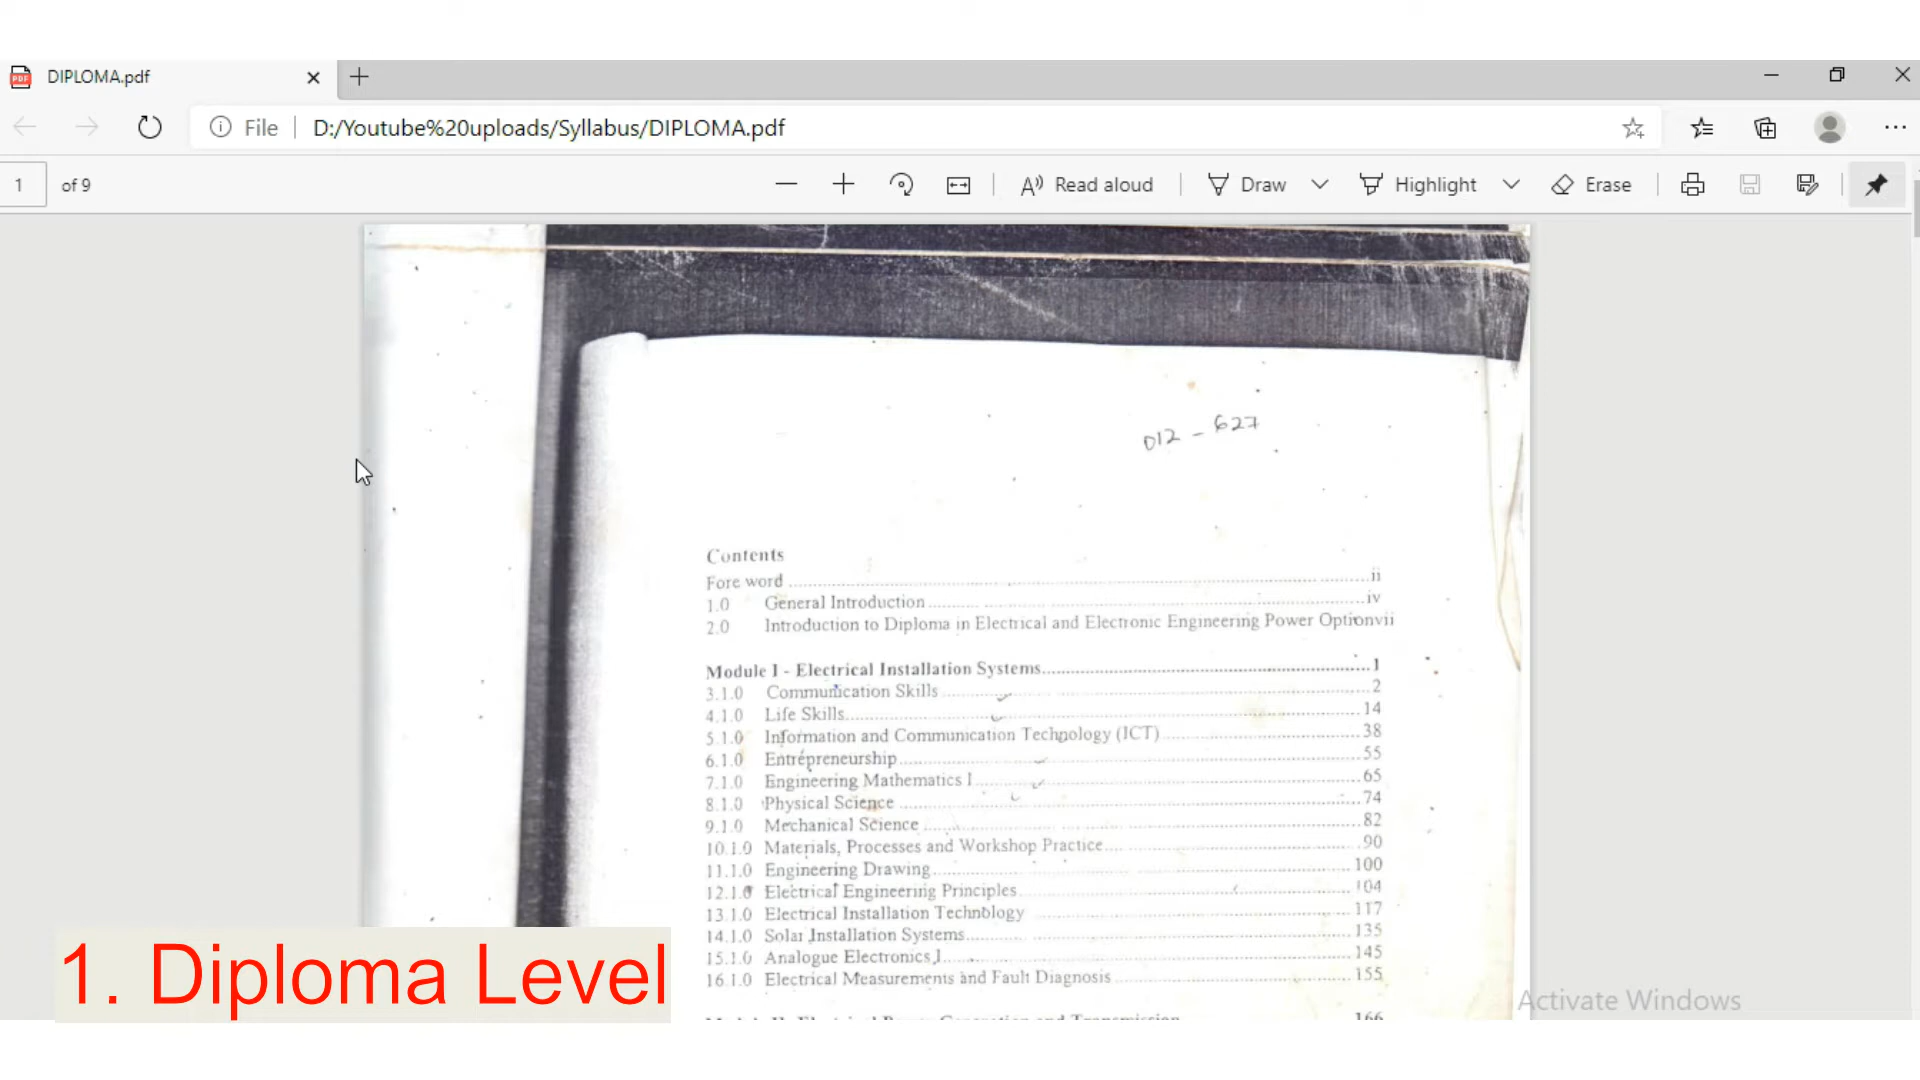 DIPLOMA.pdf
File D:/Youtube%20uploads/Syllabus/DIPLOMA.pdf
1 of 9 Read aloud Draw Highlight Erase
012 - 627
Contents
Fore word ii
1.0 General Introduction iv
2.0 Introduction to Diploma in Electrical and Electronic Engineering Power Option vii
Module I - Electrical Installation Systems 1
3.1.0 Communication Skills 2
4.1.0 Life Skills 14
5.1.0 Information and Communication Technology (ICT) 38
6.1.0 Entrepreneurship 55
7.1.0 Engineering Mathematics I 65
8.1.0 Physical Science 74
9.1.0 Mechanical Science 82
10.1.0 Materials, Processes and Workshop Practice 90
11.1.0 Engineering Drawing 100
12.1.0 Electrical Engineering Principles 104
13.1.0 Electrical Installation Technology 117
14.1.0 Solar Installation Systems 135
15.1.0 Analogue Electronics I 145
16.1.0 Electrical Measurements and Fault Diagnosis 155
Power Generation and Transmission 166
1. Diploma Level
Activate Windows